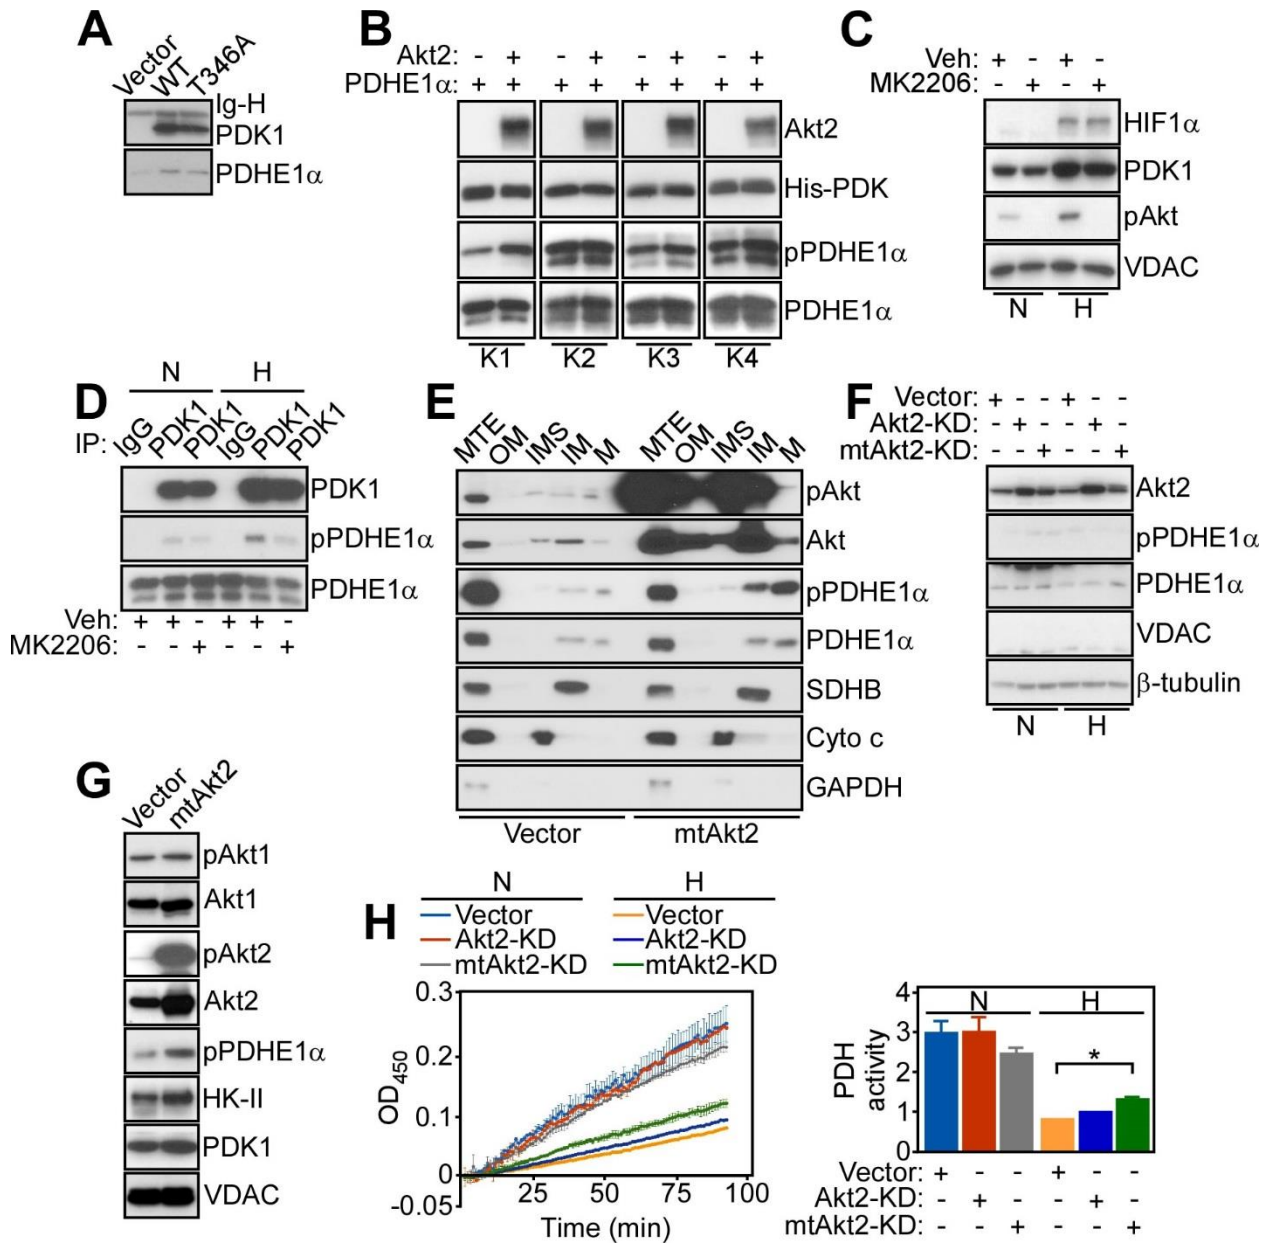 A
Vector
WT
T346A
Ig-H
PDK1
PDHE1α
B
Akt2: - + - + - + - +
PDHE1α: + + + + + + + +
Akt2
His-PDK
pPDHE1α
PDHE1α
K1 K2 K3 K4
C
Veh: + - + -
MK2206: - + - +
HIF1α
PDK1
pAkt
VDAC
N H
D
N H
IP: IgG PDK1 PDK1 IgG PDK1 PDK1
PDK1
pPDHE1α
PDHE1α
Veh: + + - + + -
MK2206: - - + - - +
E
MTE OM IMS IM M MTE OM IMS IM M
pAkt
Akt
pPDHE1α
PDHE1α
SDHB
Cyto c
GAPDH
Vector mtAkt2
F
Vector: + - - + - -
Akt2-KD: - + - - + -
mtAkt2-KD: - - + - - +
Akt2
pPDHE1α
PDHE1α
VDAC
β-tubulin
N H
G
Vector
mtAkt2
pAkt1
Akt1
pAkt2
Akt2
pPDHE1α
HK-II
PDK1
VDAC
H
N H
Vector Vector
Akt2-KD Akt2-KD
mtAkt2-KD mtAkt2-KD
OD450
0.3
0.2
0.1
0
-0.05
25 50 75 100
Time (min)
PDH activity
4
3
2
1
0
N H
*
Vector: + - - + - -
Akt2-KD: - + - - + -
mtAkt2-KD: - - + - - +